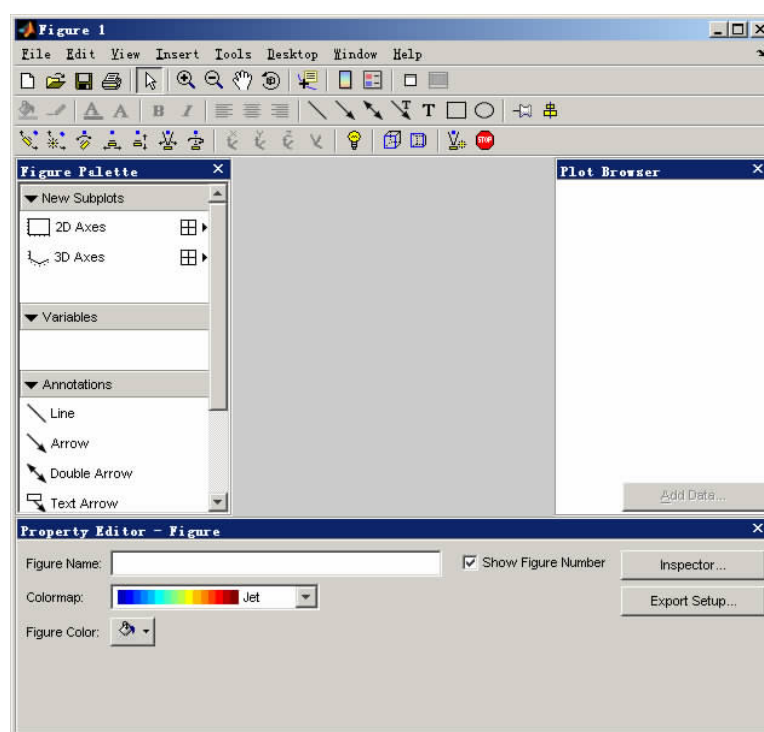 Figure 1
File Edit View Insert Tools Desktop Window Help
A A B I T T
STOP
Figure Palette
Plot Browser
New Subplots
2D Axes
3D Axes
Variables
Annotations
Line
Arrow
Double Arrow
Text Arrow
Add Data...
Property Editor - Figure
Figure Name:
Show Figure Number
Inspector...
Colormap:
Jet
Export Setup...
Figure Color: